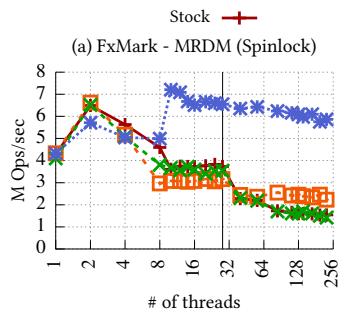 Stock
(a) FxMark - MRDM (Spinlock)
M Ops/sec
8
7
6
5
4
3
2
1
0
1 2 4 8 16 32 64 128 256
# of threads